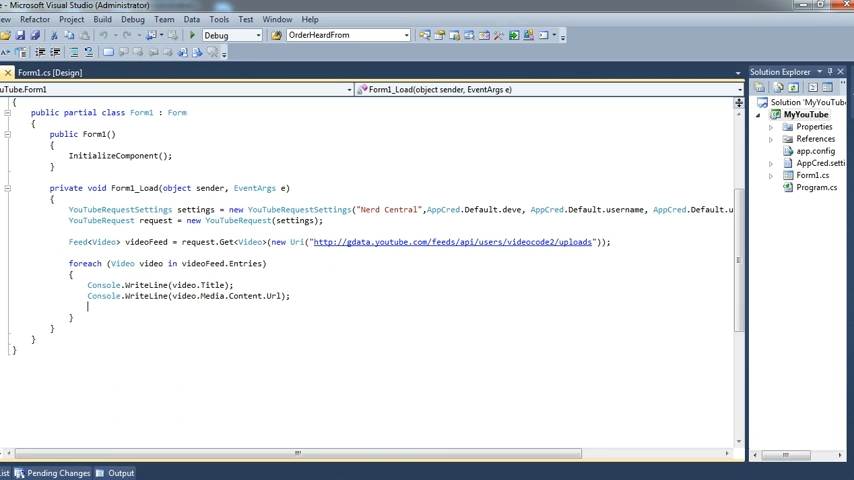 e - Microsoft Visual Studio (Administrator)
ew Refactor Project Build Debug Team Data Tools Test Window Help
Debug OrderHeardFrom
Form1.cs [Design]
Solution Explorer
uTube.Form1
Form1_Load(object sender, EventArgs e)
{
public partial class Form1 : Form
{
public Form1()
{
InitializeComponent();
}
private void Form1_Load(object sender, EventArgs e)
{
YouTubeRequestSettings settings = new YouTubeRequestSettings("Nerd Central",AppCred.Default.deve, AppCred.Default.username, AppCred.Default.u
YouTubeRequest request = new YouTubeRequest(settings);
Feed<Video> videoFeed = request.Get<Video>(new Uri("http://gdata.youtube.com/feeds/api/users/videocode2/uploads"));
foreach (Video video in videoFeed.Entries)
{
Console.WriteLine(video.Title);
Console.WriteLine(video.Media.Content.Url);
}
}
}
}
Solution 'MyYouTube'
MyYouTube
Properties
References
app.config
AppCred.setti
Form1.cs
Program.cs
ist Pending Changes Output